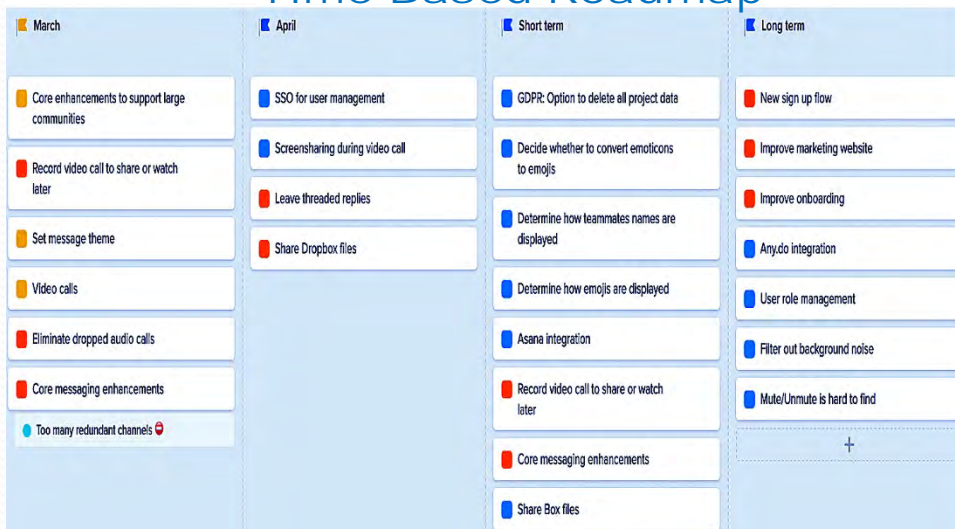 Time Based Roadmap
March
Core enhancements to support large
communities
Record video call to share or watch
later
Set message theme
Video calls
Eliminate dropped audio calls
Core messaging enhancements
Too many redundant channels
April
SSO for user management
Screensharing during video call
Leave threaded replies
Share Dropbox files
Short term
GDPR: Option to delete all project data
Decide whether to convert emoticons
to emojis
Determine how teammates names are
displayed
Determine how emojis are displayed
Asana integration
Record video call to share or watch
later
Core messaging enhancements
Share Box files
Long term
New sign up flow
Improve marketing website
Improve onboarding
Any.do integration
User role management
Filter out background noise
Mute/Unmute is hard to find
+